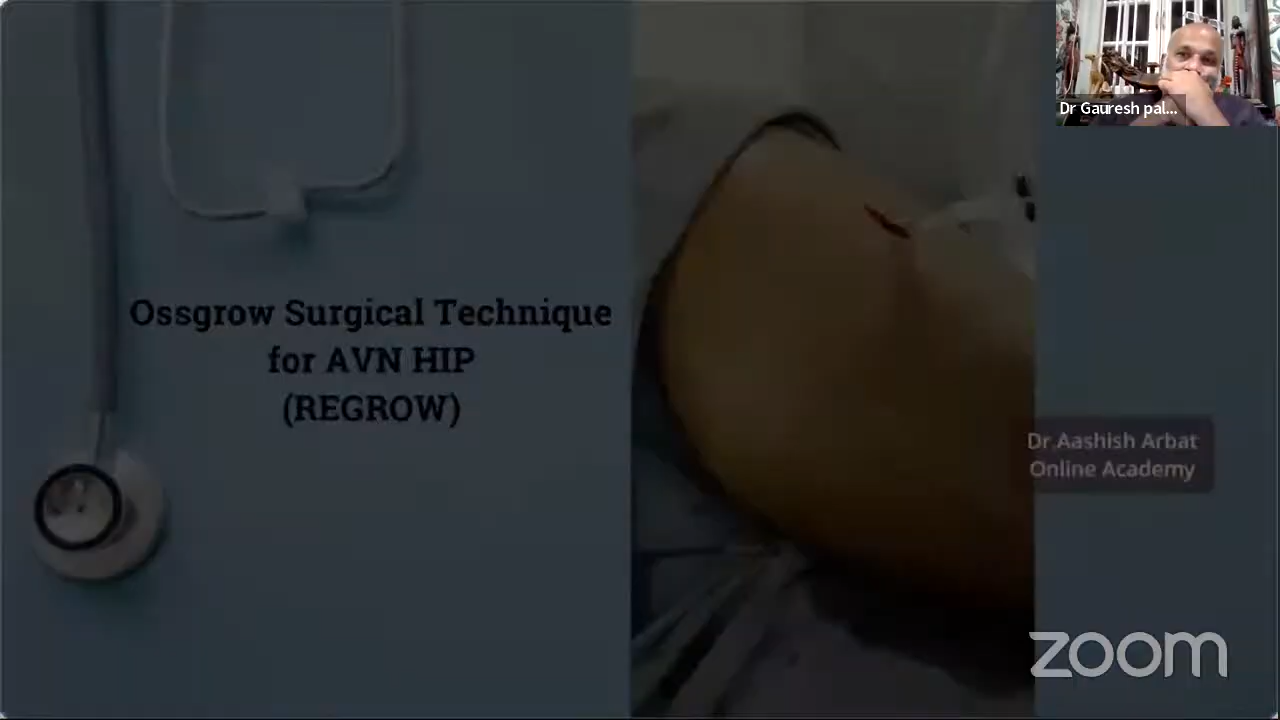 Dr Gauresh pal...
Ossgrow Surgical Technique
for AVN HIP
(REGROW)
Dr.Aashish Arbat
Online Academy
zoom